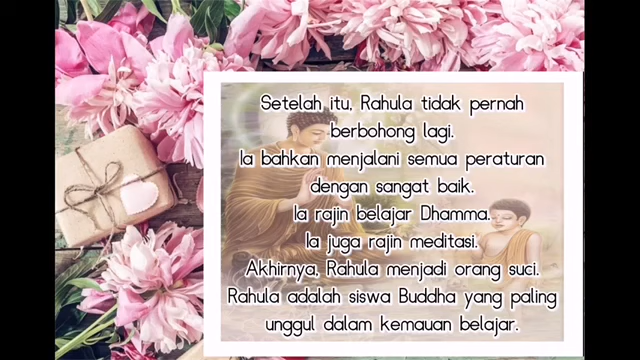 Setelah itu, Rahula tidak pernah
berbohong lagi.
Ia bahkan menjalani semua peraturan
dengan sangat baik.
Ia rajin belajar Dhamma.
Ia juga rajin meditasi.
Akhirnya, Rahula menjadi orang suci.
Rahula adalah siswa Buddha yang paling
unggul dalam kemauan belajar.